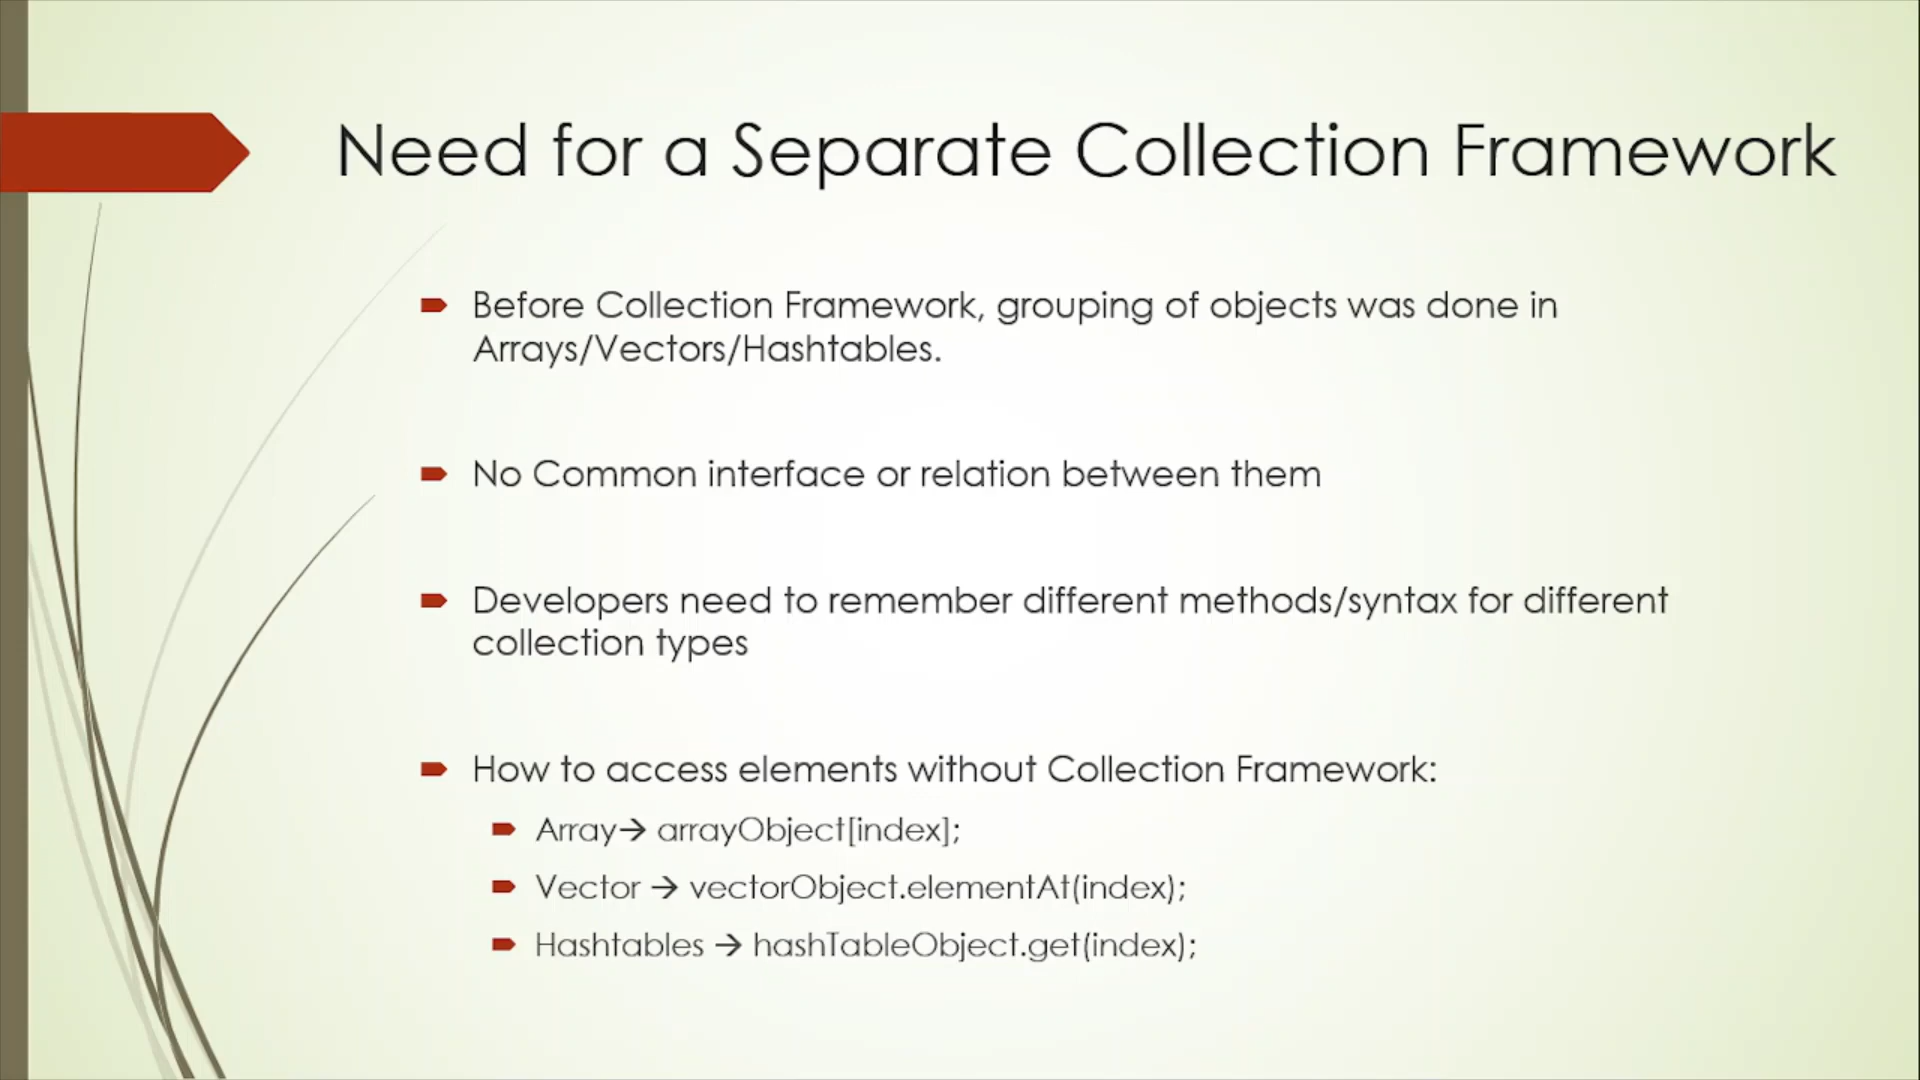 Need for a Separate Collection Framework
Before Collection Framework, grouping of objects was done in
Arrays/Vectors/Hashtables.
No Common interface or relation between them
Developers need to remember different methods/syntax for different
collection types
How to access elements without Collection Framework:
Array→ arrayObject[index];
Vector → vectorObject.elementAt(index);
Hashtables → hashTableObject.get(index);